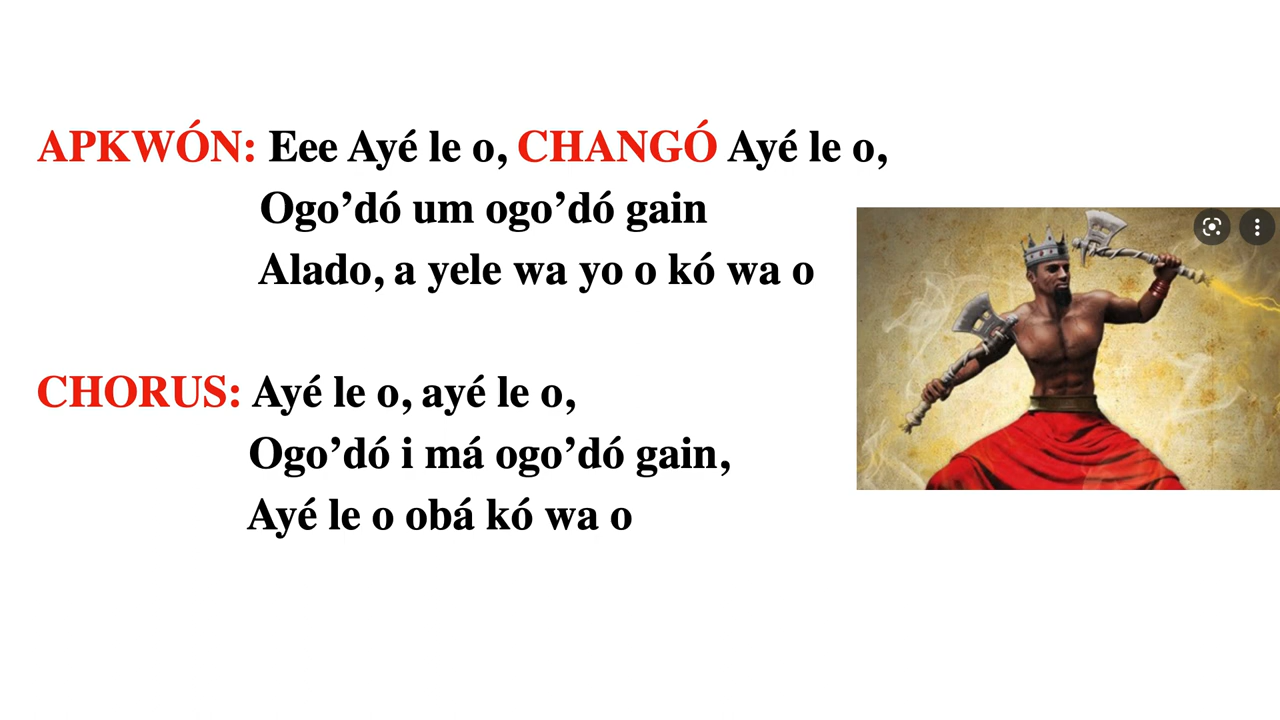 APKWÓN: Eee Ayé le o, CHANGÓ Ayé le o,
Ogo’dó um ogo’dó gain
Alado, a yele wa yo o kó wa o
CHORUS: Ayé le o, ayé le o,
Ogo’dó i má ogo’dó gain,
Ayé le o obá kó wa o